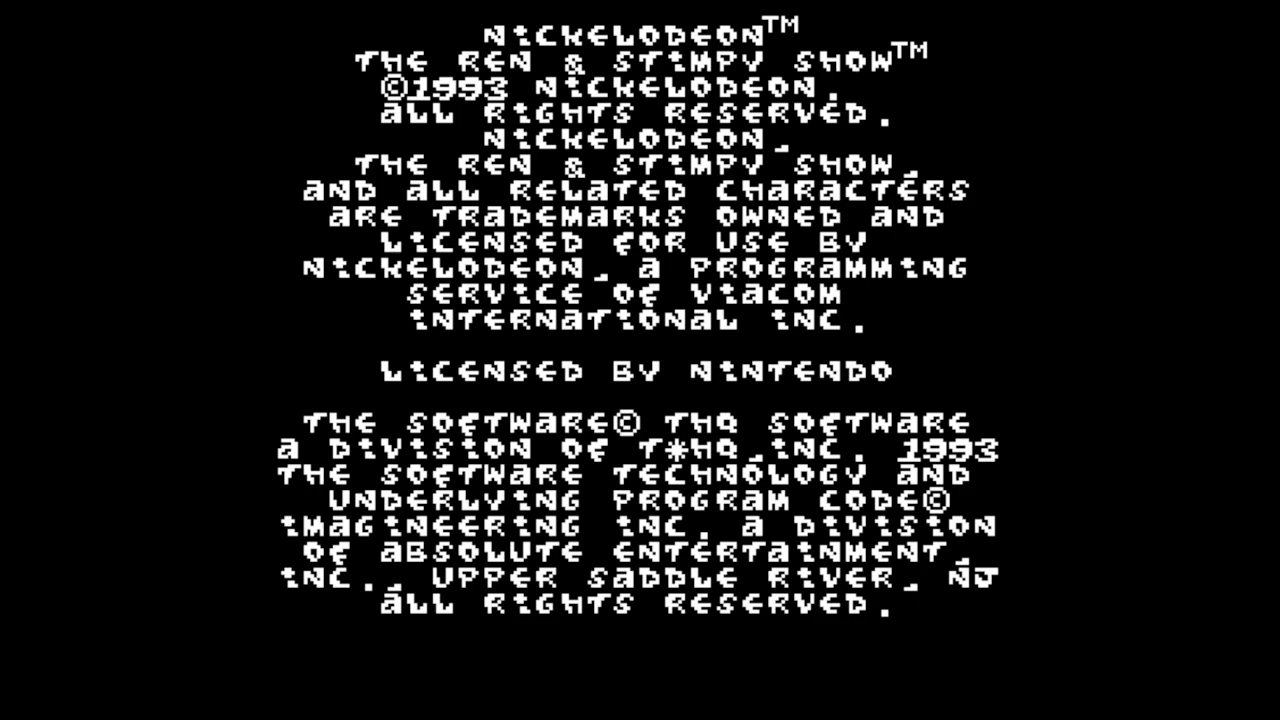 NICKELODEON™
THE REN & STIMPY SHOW™
©1993 NICKELODEON.
ALL RIGHTS RESERVED.
NICKELODEON,
THE REN & STIMPY SHOW,
AND ALL RELATED CHARACTERS
ARE TRADEMARKS OWNED AND
LICENSED FOR USE BY
NICKELODEON, A PROGRAMMING
SERVICE OF VIACOM
INTERNATIONAL INC.
LICENSED BY NINTENDO
THE SOFTWARE© THQ SOFTWARE
A DIVISION OF T*HQ,INC. 1993
THE SOFTWARE TECHNOLOGY AND
UNDERLYING PROGRAM CODE©
IMAGINEERING INC. A DIVISION
OF ABSOLUTE ENTERTAINMENT,
INC., UPPER SADDLE RIVER, NJ
ALL RIGHTS RESERVED.